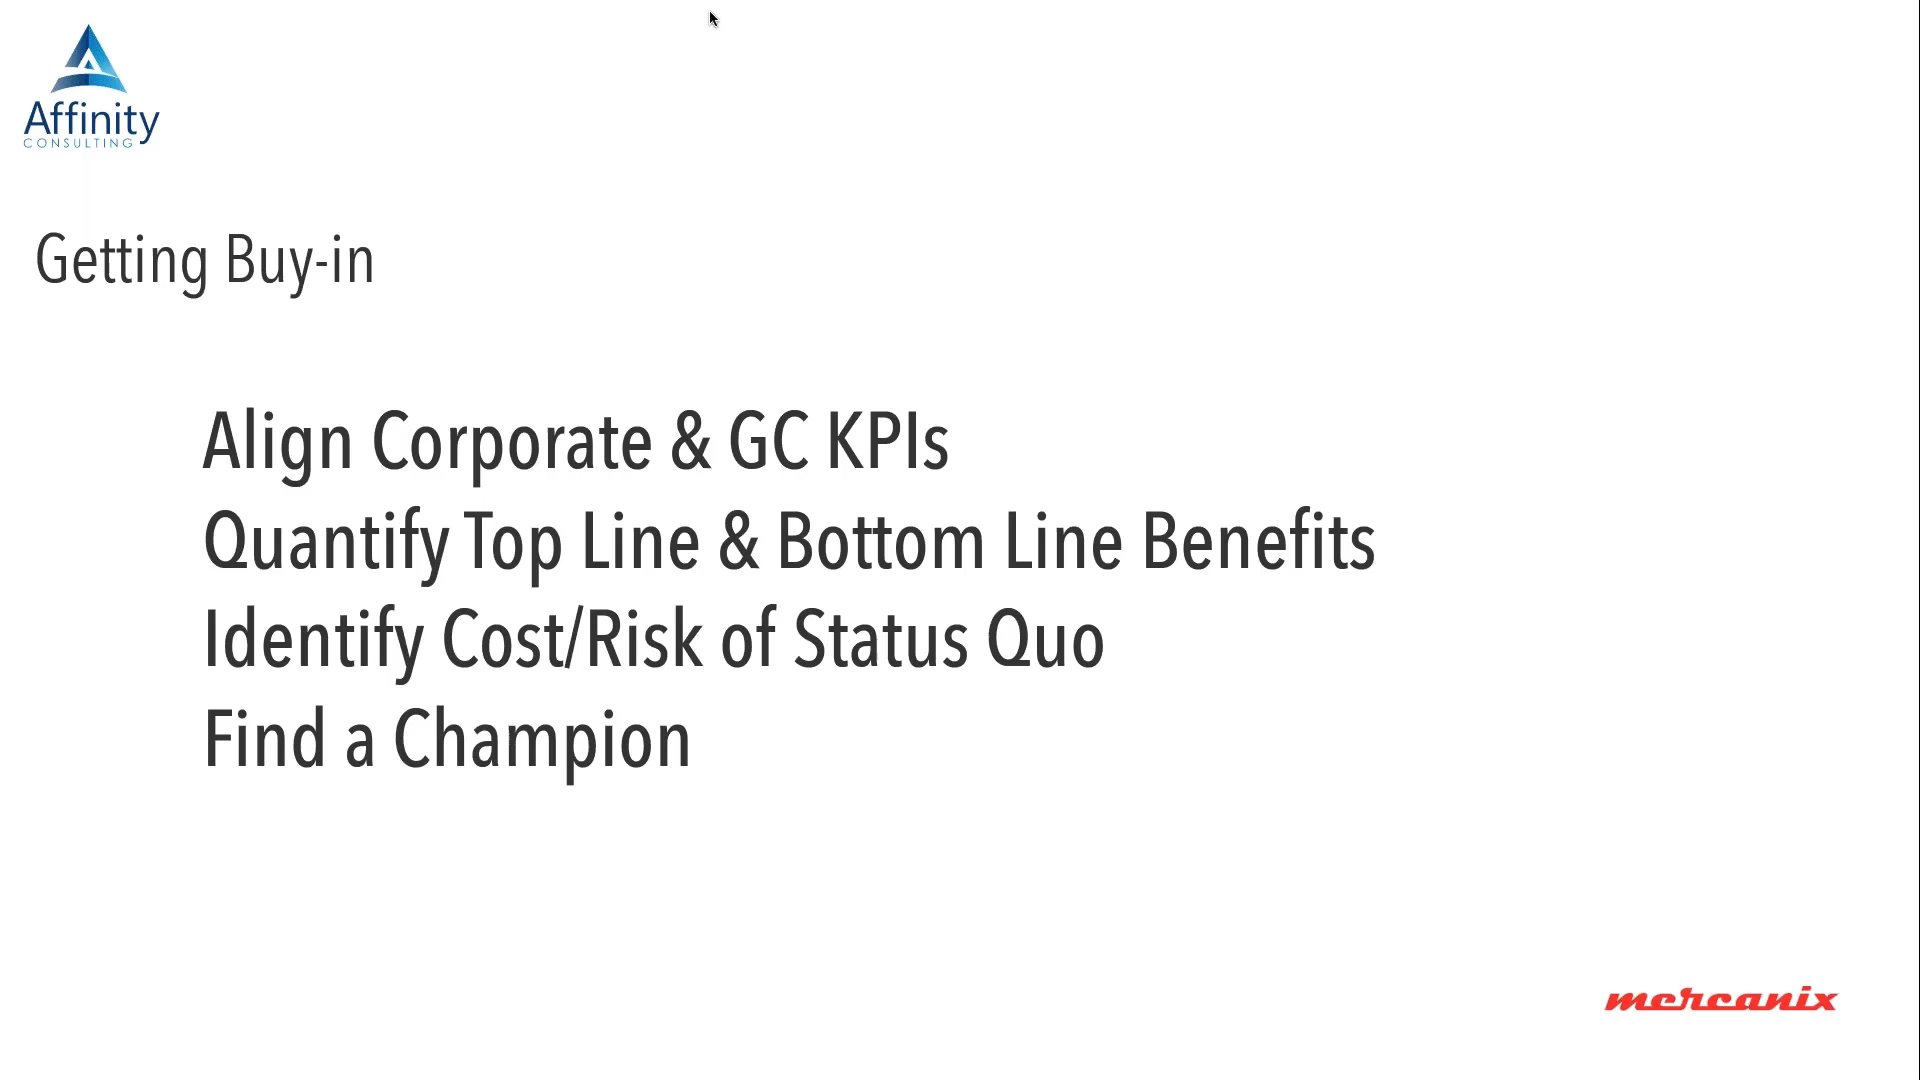 Affinity
CONSULTING
Getting Buy-in
Align Corporate & GC KPIs
Quantify Top Line & Bottom Line Benefits
Identify Cost/Risk of Status Quo
Find a Champion
mercanix